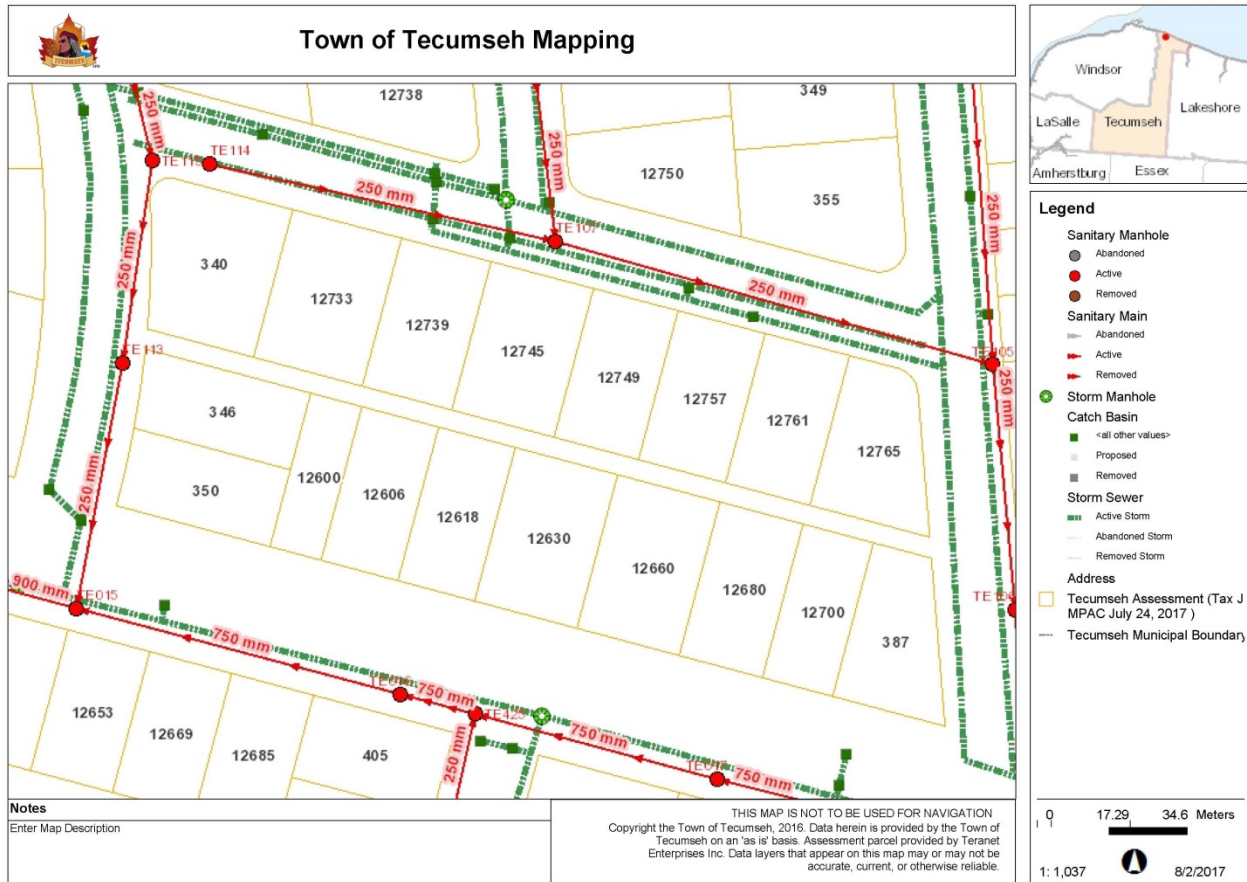 TECUMSEH
Town of Tecumseh Mapping
Windsor
Lakeshore
LaSalle
Tecumseh
Amherstburg
Essex
12738
349
250 mm
250 mm
TE114
250 mm
12750
355
250 mm
TE107
340
12733
12739
12745
12749
12757
12761
12765
250 mm
250 mm
TE105
250 mm
TE113
346
350
12600
12606
12618
12630
12660
12680
12700
387
250 mm
900 mm
TE015
750 mm
750 mm
TE425
750 mm
TE017
750 mm
250 mm
12653
12669
12685
405
Legend
Sanitary Manhole
Abandoned
Active
Removed
Sanitary Main
Abandoned
Active
Removed
Storm Manhole
Catch Basin
<all other values>
Proposed
Removed
Storm Sewer
Active Storm
Abandoned Storm
Removed Storm
Address
Tecumseh Assessment (Tax J
MPAC July 24, 2017 )
Tecumseh Municipal Boundary
0 17.29 34.6 Meters
1: 1,037
8/2/2017
Notes
Enter Map Description
THIS MAP IS NOT TO BE USED FOR NAVIGATION
Copyright the Town of Tecumseh, 2016. Data herein is provided by the Town of
Tecumseh on an 'as is' basis. Assessment parcel provided by Teranet
Enterprises Inc. Data layers that appear on this map may or may not be
accurate, current, or otherwise reliable.